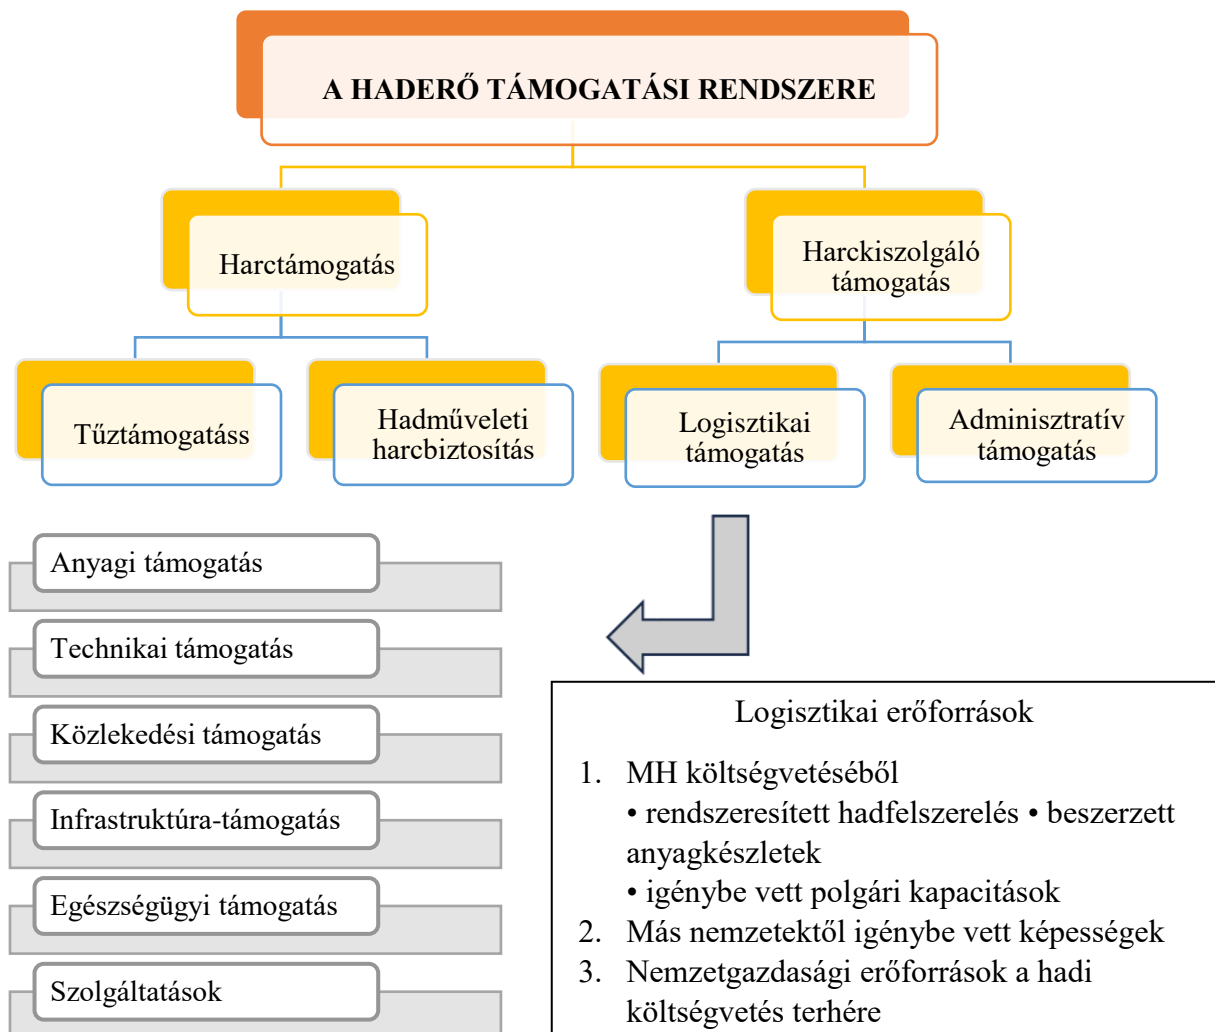 A HADERŐ TÁMOGATÁSI RENDSZERE
Harctámogatás
Harckiszolgáló
támogatás
Tűztámogatáss
Hadműveleti
harcbiztosítás
Logisztikai
támogatás
Adminisztratív
támogatás
Anyagi támogatás
Technikai támogatás
Közlekedési támogatás
Infrastruktúra-támogatás
Egészségügyi támogatás
Szolgáltatások
Logisztikai erőforrások
1. MH költségvetéséből
• rendszeresített hadfelszerelés • beszerzett
anyagkészletek
• igénybe vett polgári kapacitások
2. Más nemzetektől igénybe vett képességek
3. Nemzetgazdasági erőforrások a hadi
költségvetés terhére